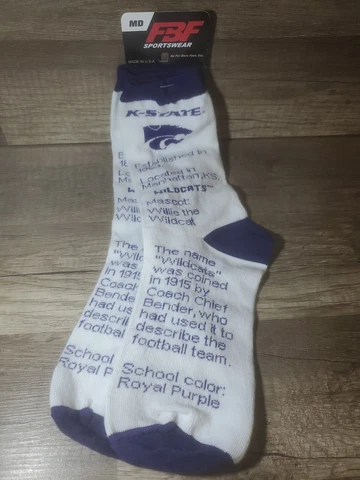 MD
FBF
SPORTSWEAR
MADE IN U.S.A.
K-STATE
Established in
Located in
Manhattan, KS.
WILDCATS
Mascot:
Willie the
Wildcat
The name
"Wildcats"
was coined
in 1915 by
Coach Chief
Bender, who
had used it to
describe the
football team.
School color:
Royal Purple